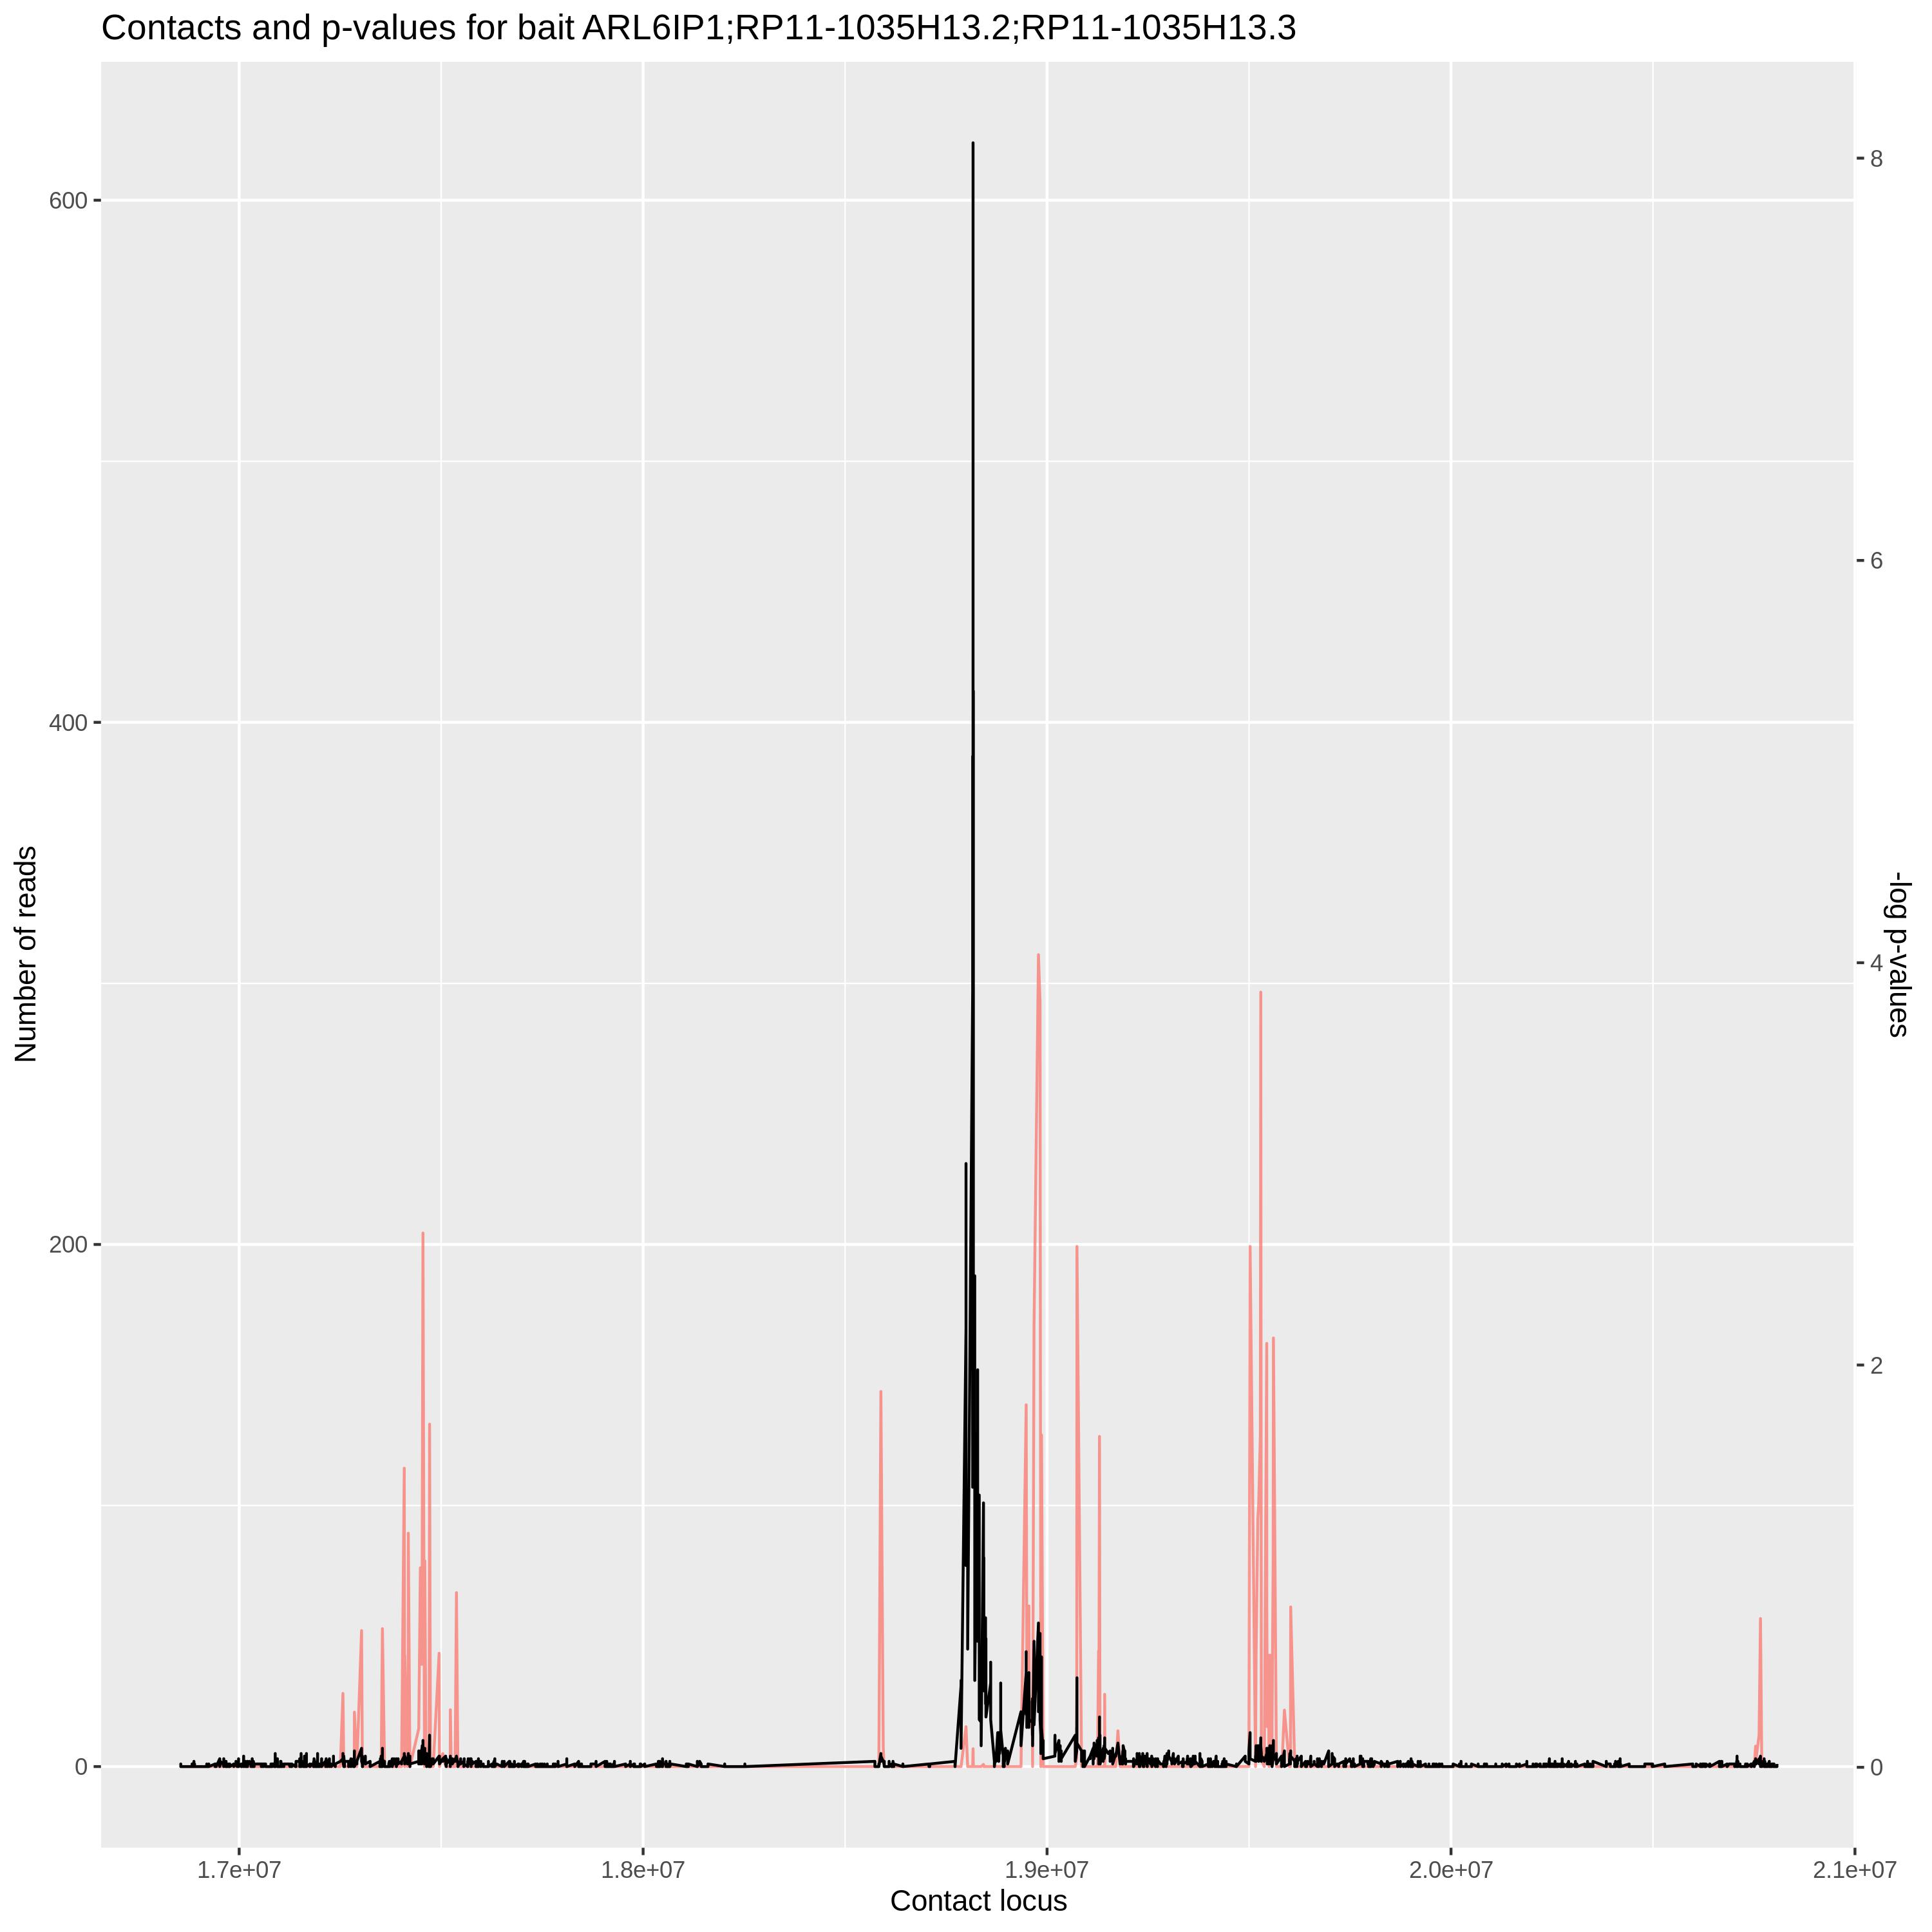 Contacts and p-values for bait ARL6IP1;RP11-1035H13.2;RP11-1035H13.3
600
400
200
0
Number of reads
8
6
4
2
0
-log p-values
1.7e+07
1.8e+07
1.9e+07
2.0e+07
2.1e+07
Contact locus